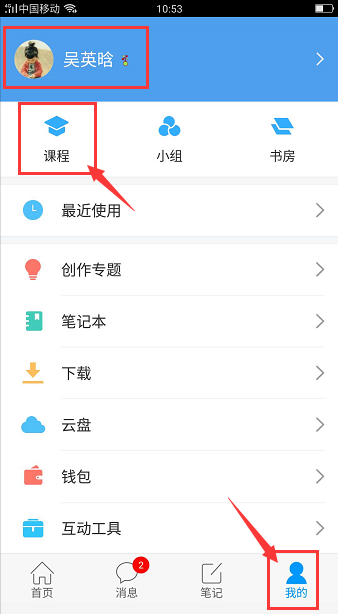 中国移动 10:53
吴英晗
课程 小组 书房
最近使用
创作专题
笔记本
下载
云盘
钱包
互动工具
2
首页 消息 笔记 我的